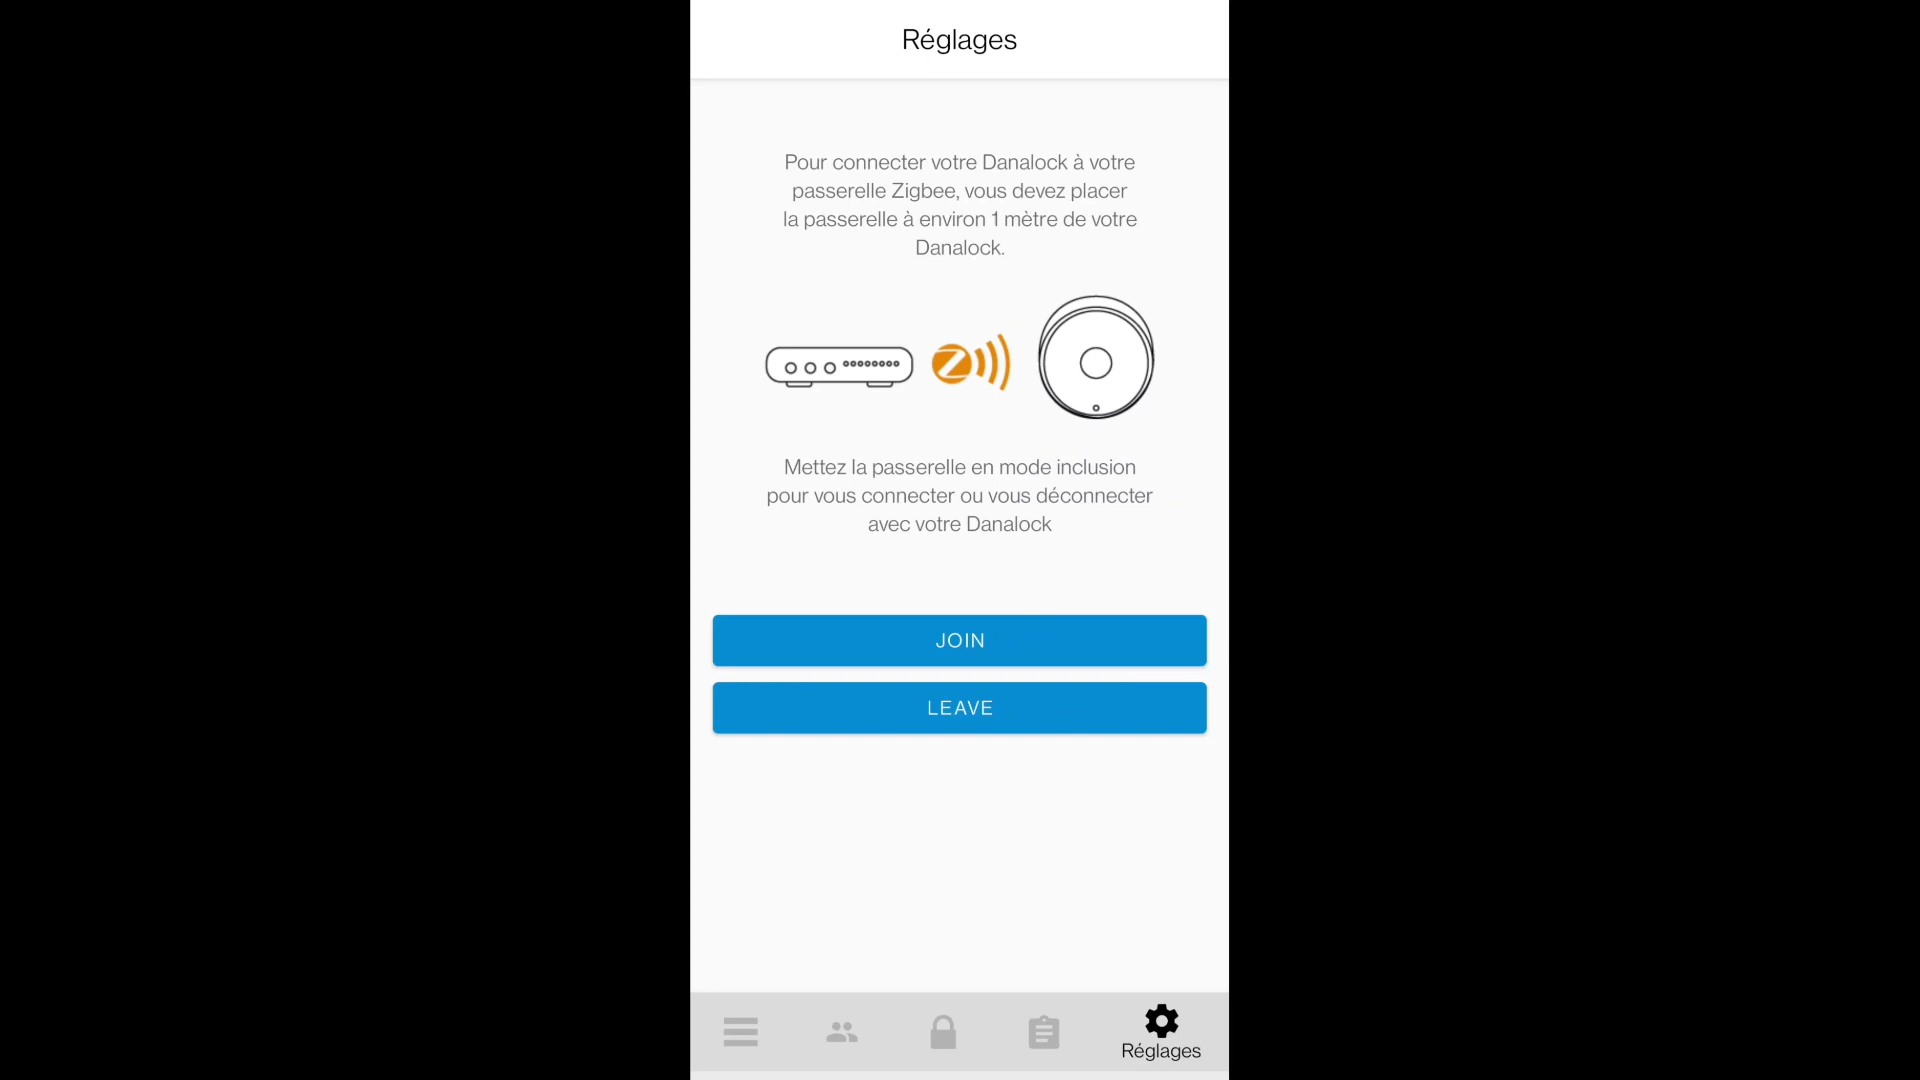 Réglages
Pour connecter votre Danalock à votre
passerelle Zigbee, vous devez placer
la passerelle à environ 1 mètre de votre
Danalock.
Mettez la passerelle en mode inclusion
pour vous connecter ou vous déconnecter
avec votre Danalock
JOIN
LEAVE
Réglages